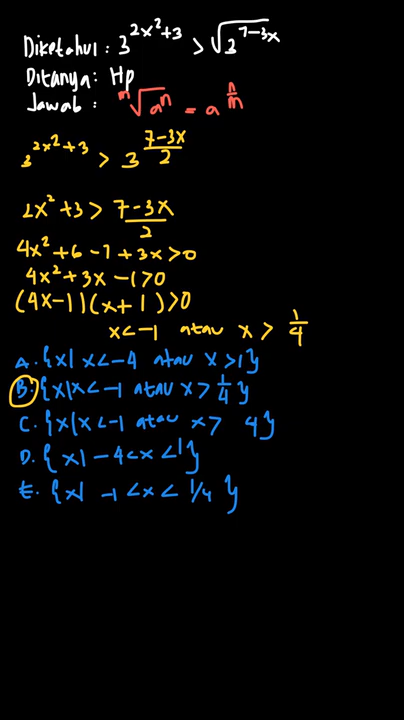 Diketahui : 3^(2x²+3) > √(3^(7-3x))
Ditanya : Hp
Jawab : ᵐ√(aⁿ) = a^(n/m)
3^(2x²+3) > 3^((7-3x)/2)
2x² + 3 > (7-3x)/2
4x² + 6 - 7 + 3x > 0
4x² + 3x - 1 > 0
(4x-1)(x+1) > 0
x < -1 atau x > 1/4
A. {x| x < -4 atau x > 1}
B. {x|x < -1 atau x > 1/4}
C. {x|x < -1 atau x > 4}
D. {x| -4 < x < 1}
E. {x| -1 < x < 1/4}